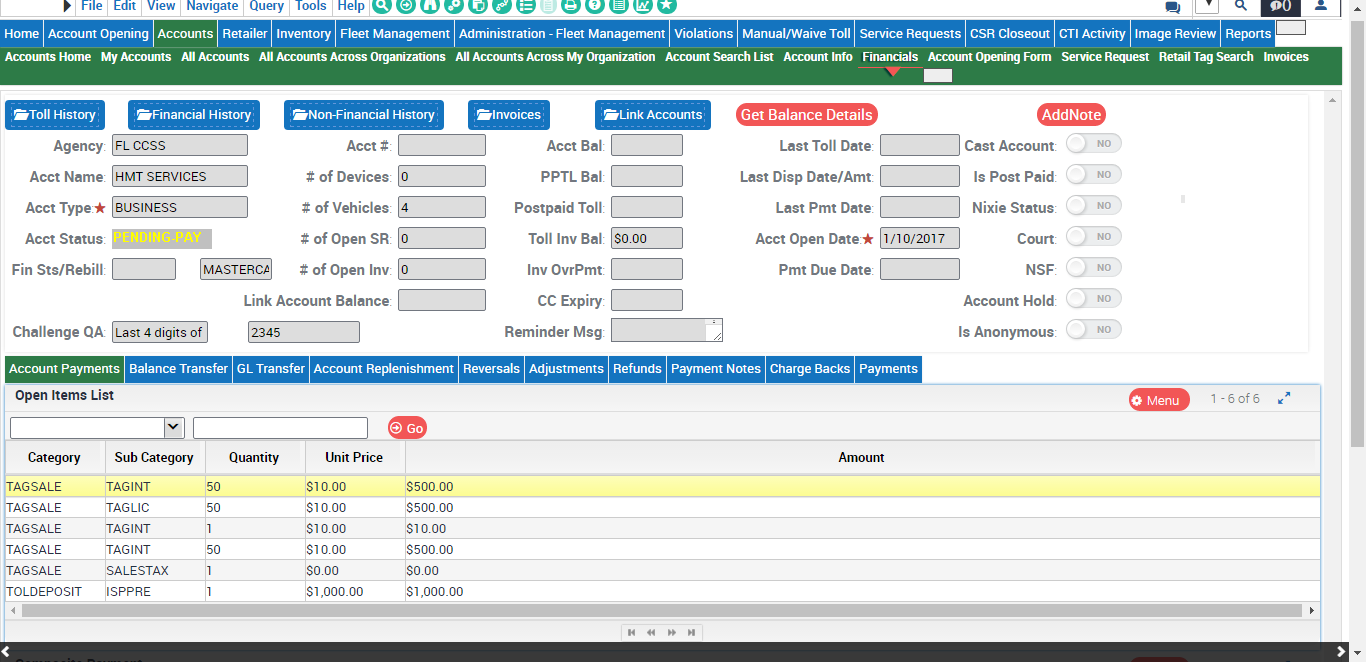 File Edit View Navigate Query Tools Help 0
Home Account Opening Accounts Retailer Inventory Fleet Management Administration - Fleet Management Violations Manual/Waive Toll Service Requests CSR Closeout CTI Activity Image Review Reports
Accounts Home My Accounts All Accounts All Accounts Across Organizations All Accounts Across My Organization Account Search List Account Info Financials Account Opening Form Service Request Retail Tag Search Invoices
Toll History Financial History Non-Financial History Invoices Link Accounts Get Balance Details AddNote
Agency: FL CCSS Acct #: Acct Bal: Last Toll Date: Cast Account: NO
Acct Name: HMT SERVICES # of Devices: 0 PPTL Bal: Last Disp Date/Amt: Is Post Paid: NO
Acct Type:★ BUSINESS # of Vehicles: 4 Postpaid Toll: Last Pmt Date: Nixie Status: NO
Acct Status: PENDING-PAY # of Open SR: 0 Toll Inv Bal: $0.00 Acct Open Date:★ 1/10/2017 Court: NO
Fin Sts/Rebill: MASTERCA # of Open Inv: 0 Inv OvrPmt: Pmt Due Date: NSF: NO
Link Account Balance: CC Expiry: Account Hold: NO
Challenge QA: Last 4 digits of 2345 Reminder Msg: Is Anonymous: NO
Account Payments Balance Transfer GL Transfer Account Replenishment Reversals Adjustments Refunds Payment Notes Charge Backs Payments
Open Items List Menu 1 - 6 of 6
Go
Category Sub Category Quantity Unit Price Amount
TAGSALE TAGINT 50 $10.00 $500.00
TAGSALE TAGLIC 50 $10.00 $500.00
TAGSALE TAGINT 1 $10.00 $10.00
TAGSALE TAGINT 50 $10.00 $500.00
TAGSALE SALESTAX 1 $0.00 $0.00
TOLDEPOSIT ISPPRE 1 $1,000.00 $1,000.00